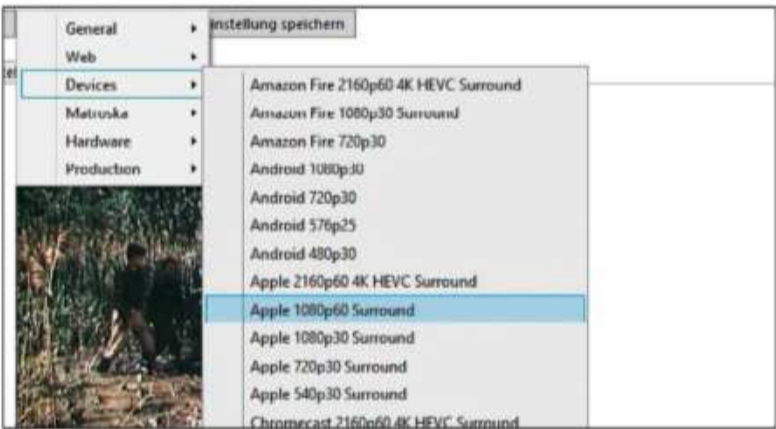 General
instellung speichern
Web
tel
Devices
Matroska
Hardware
Production
Amazon Fire 2160p60 4K HEVC Surround
Amazon Fire 1080p30 Surround
Amazon Fire 720p30
Android 1080p30
Android 720p30
Android 576p25
Android 480p30
Apple 2160p60 4K HEVC Surround
Apple 1080p60 Surround
Apple 1080p30 Surround
Apple 720p30 Surround
Apple 540p30 Surround
Chromecast 2160p60 4K HEVC Surround